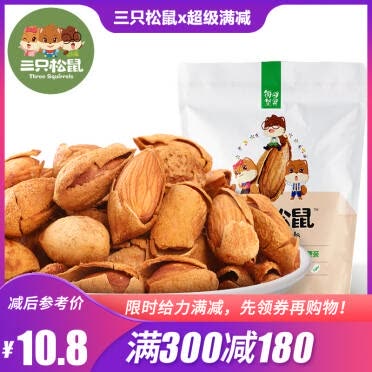 三只松鼠x超级满减
三只松鼠
Three Squirrels
松鼠
减后参考价
限时给力满减，先领券再购物！
¥10.8
满300减180